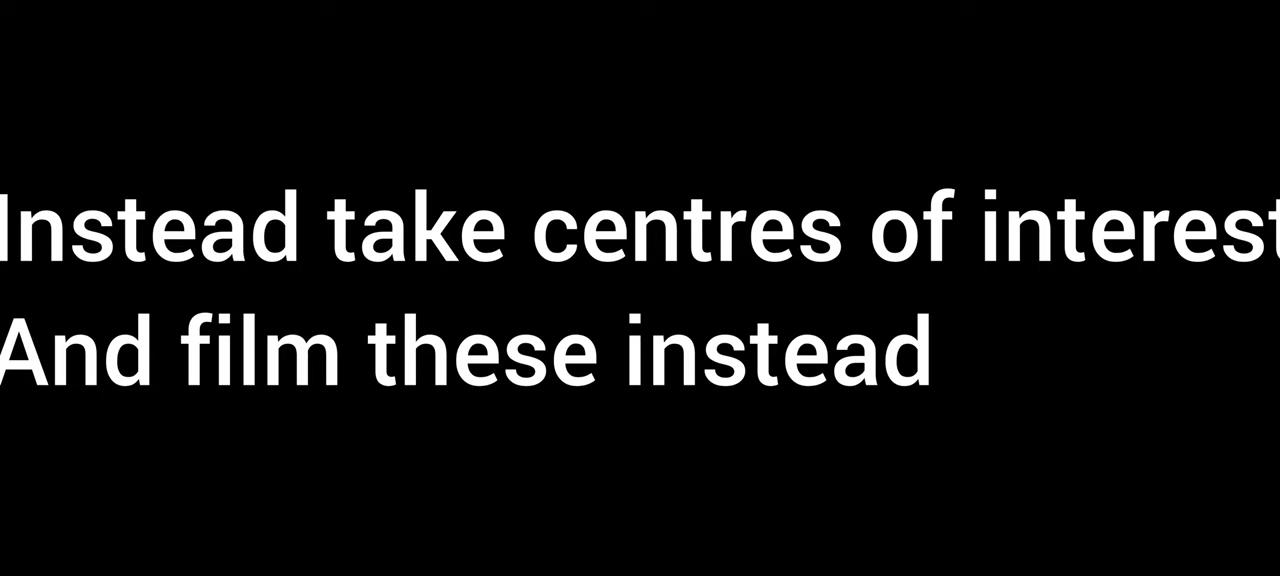 Instead take centres of interest
And film these instead